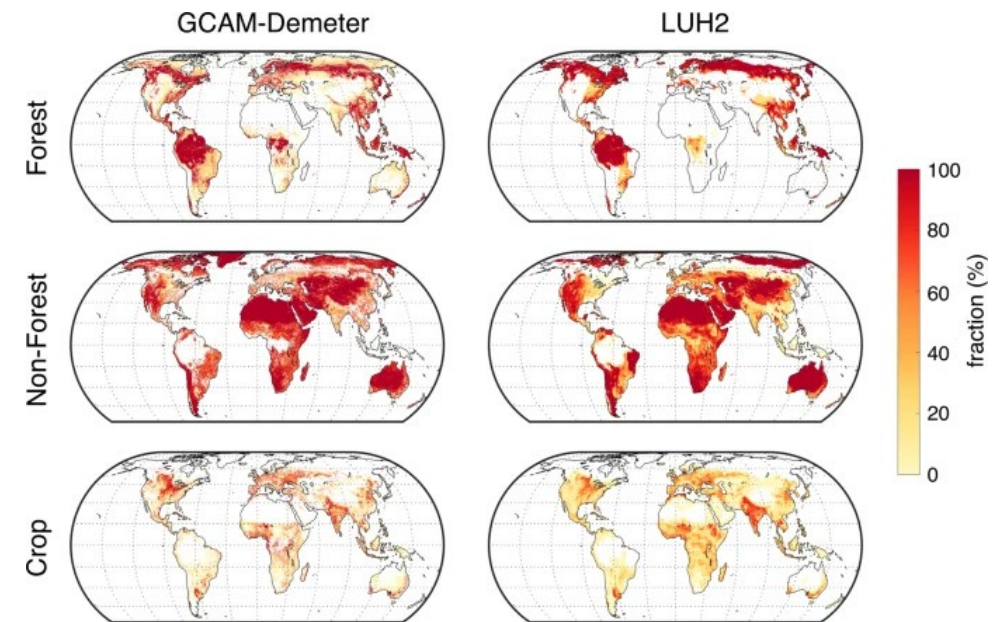 GCAM-Demeter
LUH2
Forest
Non-Forest
Crop
100
80
60
40
20
0
fraction (%)